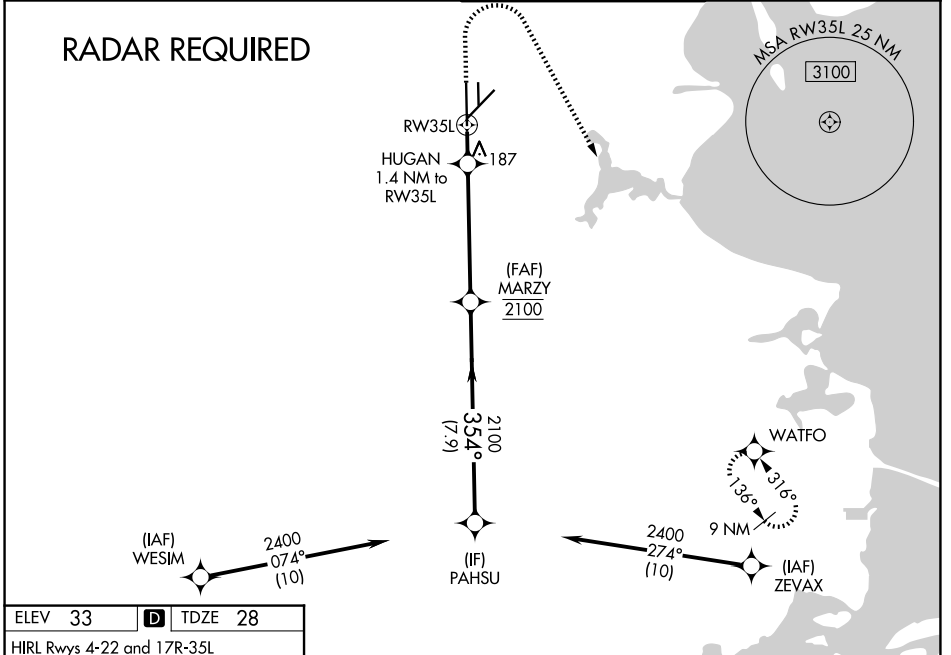 RADAR REQUIRED
MSA RW35L 25 NM
3100
RW35L
187
HUGAN
1.4 NM to
RW35L
(FAF)
MARZY
2100
2100
354°
(7.9)
WATFO
136°
316°
9 NM
(IAF)
WESIM
2400
074°
(10)
(IF)
PAHSU
2400
274°
(10)
(IAF)
ZEVAX
ELEV 33 D TDZE 28
HIRL Rwys 4-22 and 17R-35L